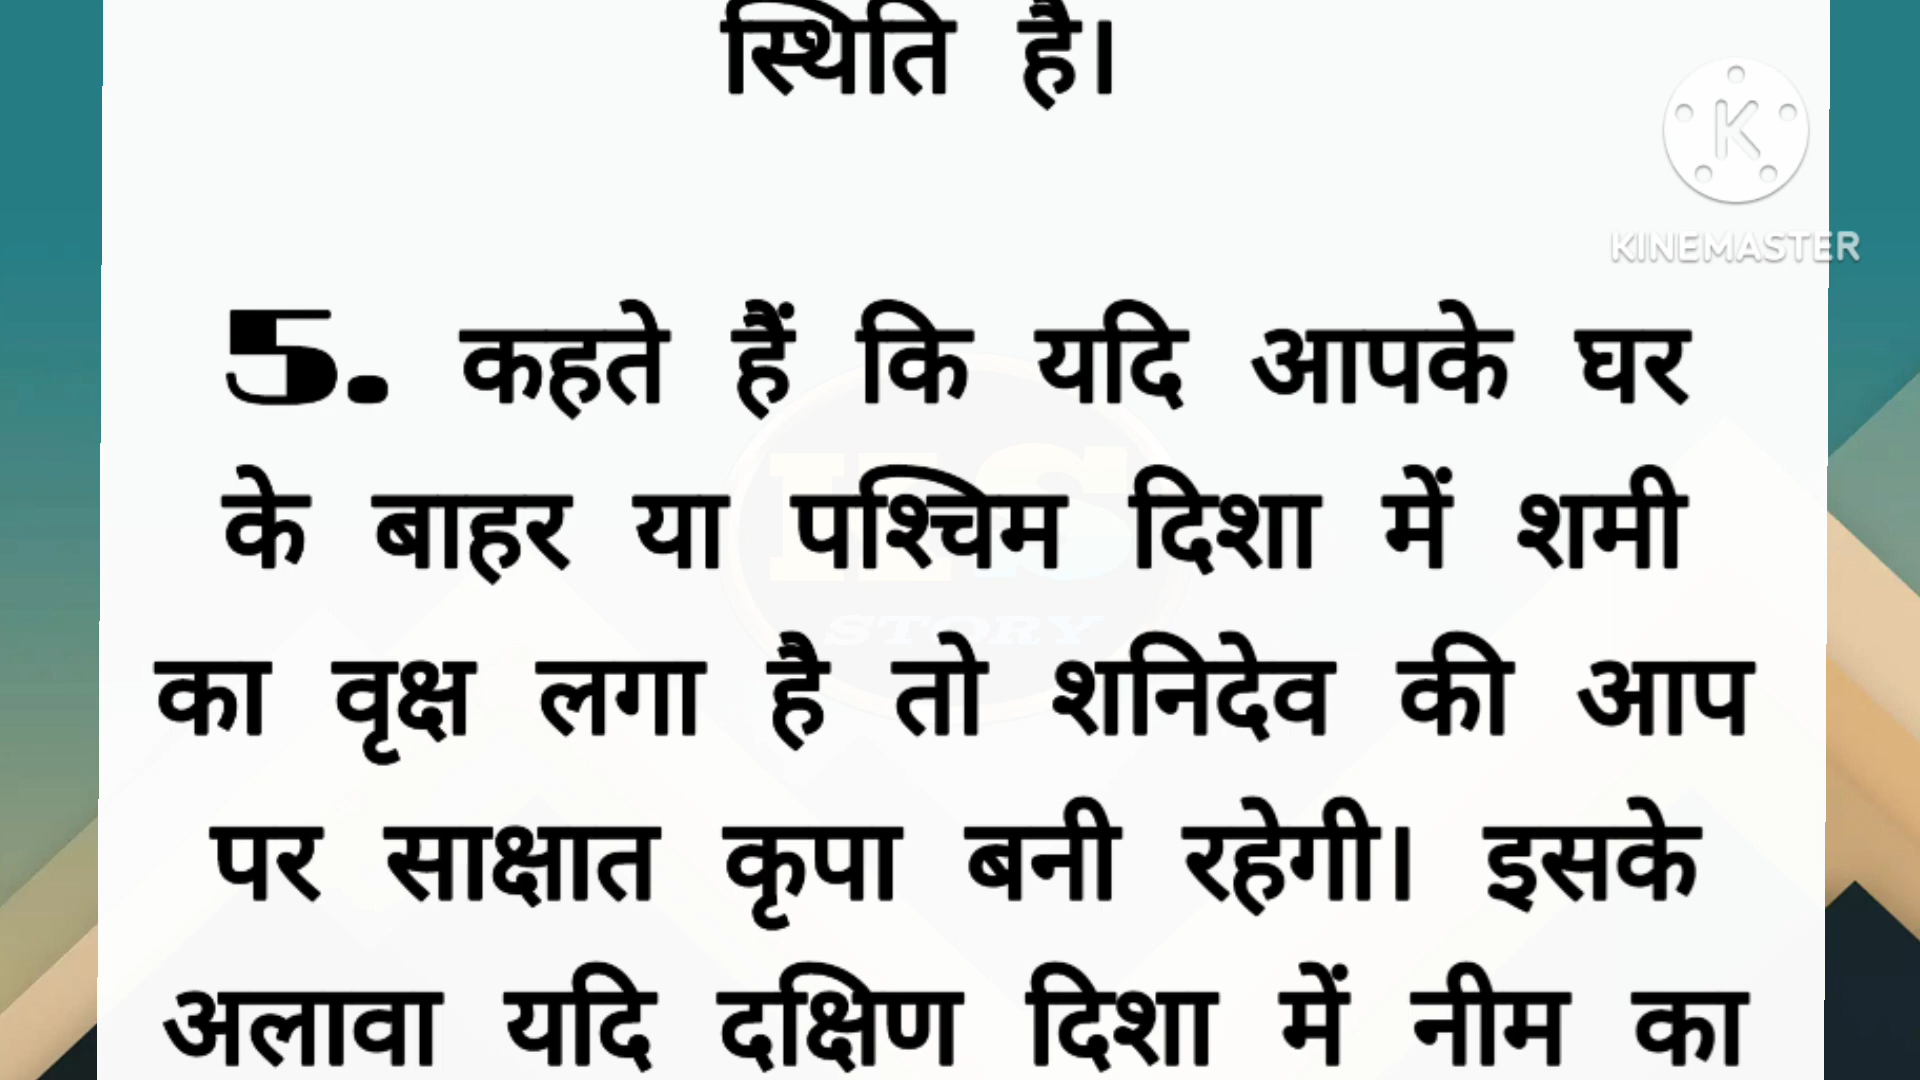 स्थिति है।
KINEMASTER
5. कहते हैं कि यदि आपके घर
के बाहर या पश्चिम दिशा में शमी
का वृक्ष लगा है तो शनिदेव की आप
STORY
पर साक्षात कृपा बनी रहेगी। इसके
अलावा यदि दक्षिण दिशा में नीम का